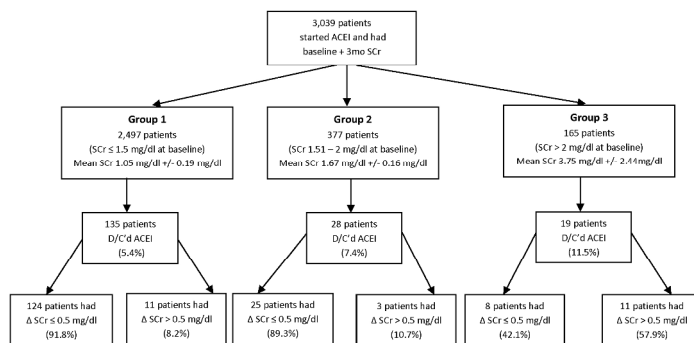 3,039 patients
started ACEI and had
baseline + 3mo SCr
Group 1
2,497 patients
(SCr ≤ 1.5 mg/dl at baseline)
Mean SCr 1.05 mg/dl +/- 0.19 mg/dl
Group 2
377 patients
(SCr 1.51 – 2 mg/dl at baseline)
Mean SCr 1.67 mg/dl +/- 0.16 mg/dl
Group 3
165 patients
(SCr > 2 mg/dl at baseline)
Mean SCr 3.75 mg/dl +/- 2.44mg/dl
135 patients
D/C'd ACEI
(5.4%)
28 patients
D/C'd ACEI
(7.4%)
19 patients
D/C'd ACEI
(11.5%)
124 patients had
Δ SCr ≤ 0.5 mg/dl
(91.8%)
11 patients had
Δ SCr > 0.5 mg/dl
(8.2%)
25 patients had
Δ SCr ≤ 0.5 mg/dl
(89.3%)
3 patients had
Δ SCr > 0.5 mg/dl
(10.7%)
8 patients had
Δ SCr ≤ 0.5 mg/dl
(42.1%)
11 patients had
Δ SCr > 0.5 mg/dl
(57.9%)